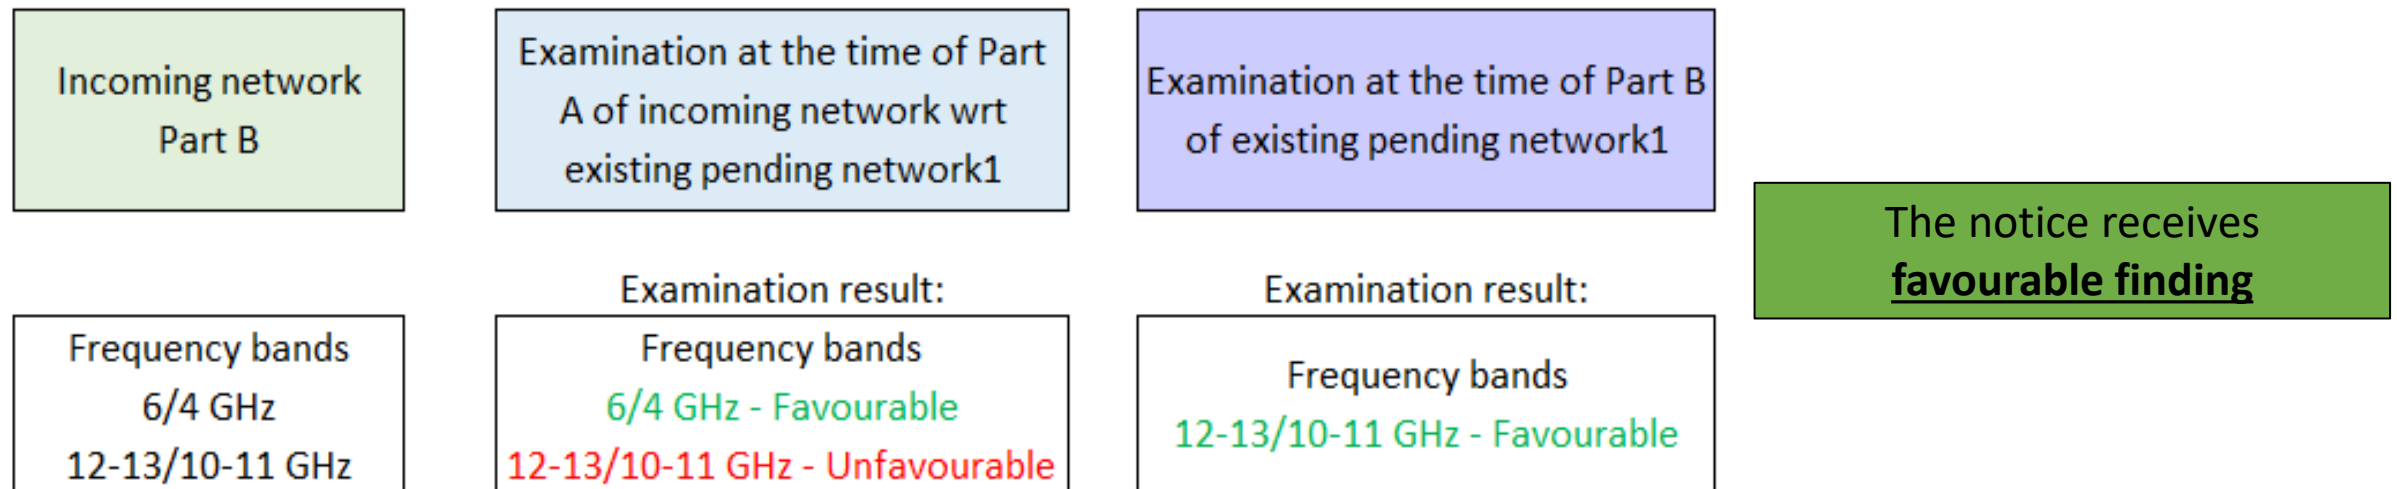 Incoming network
Part B
Examination at the time of Part
A of incoming network wrt
existing pending network1
Examination at the time of Part B
of existing pending network1
The notice receives
favourable finding
Frequency bands
6/4 GHz
12-13/10-11 GHz
Examination result:
Frequency bands
6/4 GHz - Favourable
12-13/10-11 GHz - Unfavourable
Examination result:
Frequency bands
12-13/10-11 GHz - Favourable